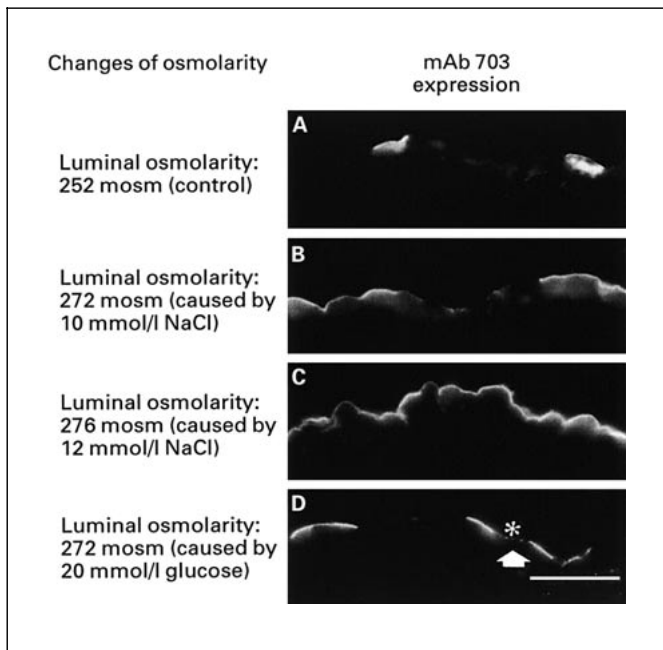 Changes of osmolarity
mAb 703
expression
A
Luminal osmolarity:
252 mosm (control)
B
Luminal osmolarity:
272 mosm (caused by
10 mmol/l NaCl)
C
Luminal osmolarity:
276 mosm (caused by
12 mmol/l NaCl)
D
Luminal osmolarity:
272 mosm (caused by
20 mmol/l glucose)
*